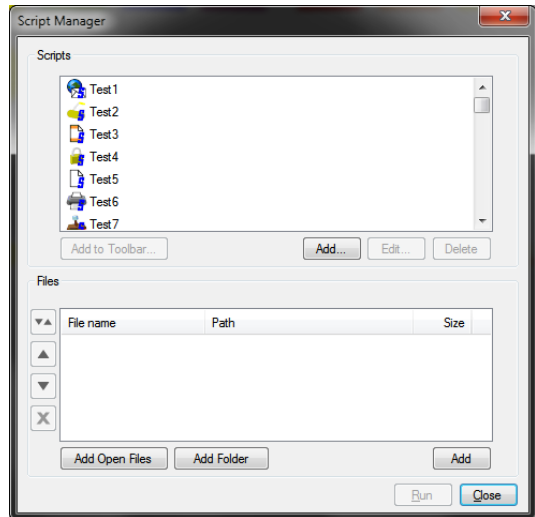 Script Manager
Scripts
Test1
Test2
Test3
Test4
Test5
Test6
Test7
Add to Toolbar... Add... Edit... Delete
Files
File name Path Size
Add Open Files Add Folder Add
Run Close